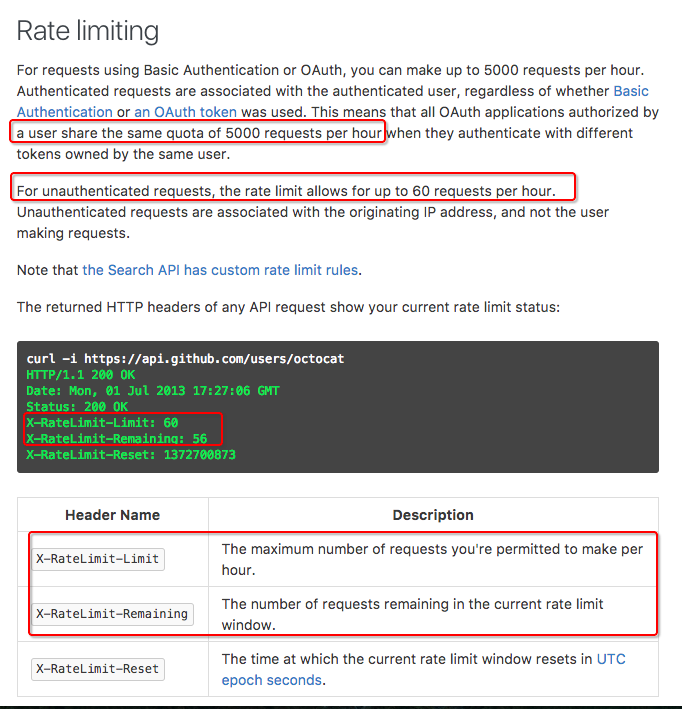 Rate limiting
For requests using Basic Authentication or OAuth, you can make up to 5000 requests per hour.
Authenticated requests are associated with the authenticated user, regardless of whether Basic
Authentication or an OAuth token was used. This means that all OAuth applications authorized by
a user share the same quota of 5000 requests per hour when they authenticate with different
tokens owned by the same user.
For unauthenticated requests, the rate limit allows for up to 60 requests per hour.
Unauthenticated requests are associated with the originating IP address, and not the user
making requests.
Note that the Search API has custom rate limit rules.
The returned HTTP headers of any API request show your current rate limit status:
curl -i https://api.github.com/users/octocat
HTTP/1.1 200 OK
Date: Mon, 01 Jul 2013 17:27:06 GMT
Status: 200 OK
X-RateLimit-Limit: 60
X-RateLimit-Remaining: 56
X-RateLimit-Reset: 1372700873
Header Name Description
X-RateLimit-Limit The maximum number of requests you're permitted to make per
hour.
X-RateLimit-Remaining The number of requests remaining in the current rate limit
window.
X-RateLimit-Reset The time at which the current rate limit window resets in UTC
epoch seconds.